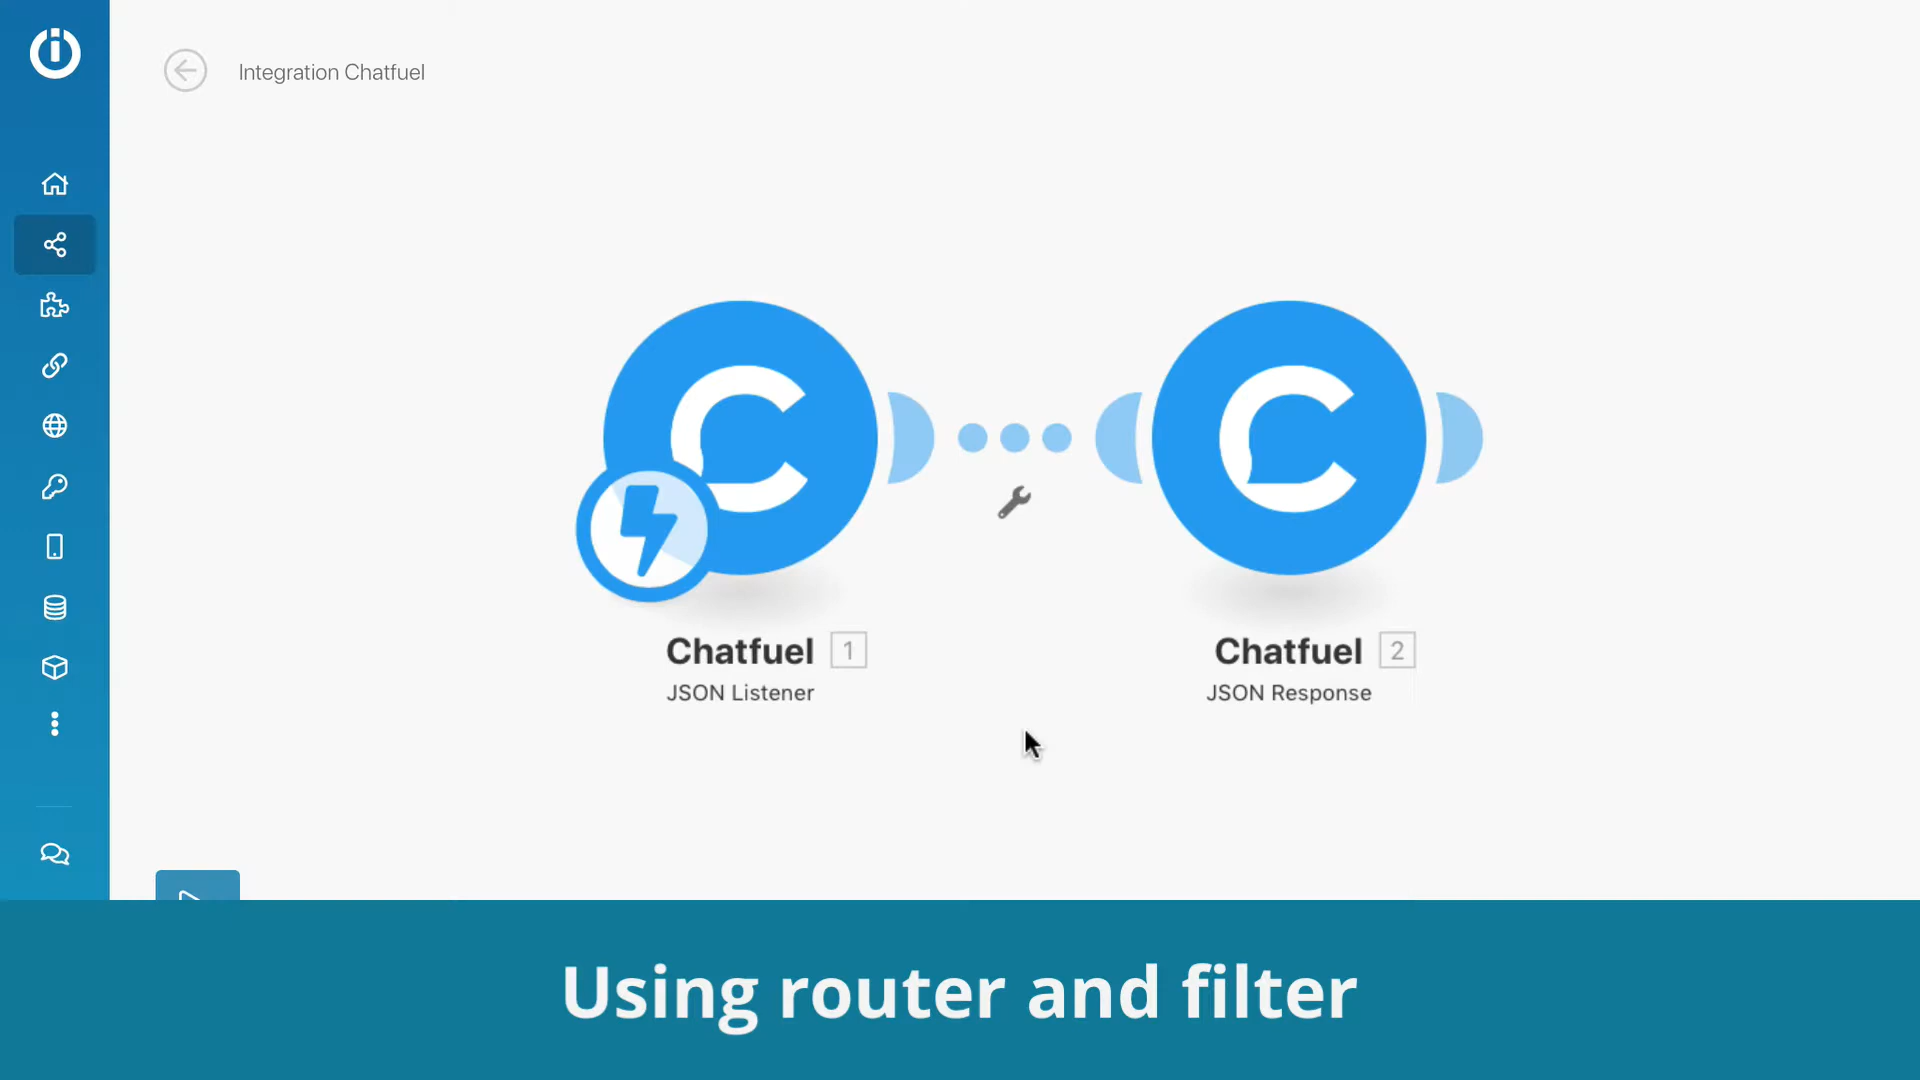 Integration Chatfuel
Chatfuel 1
JSON Listener
Chatfuel 2
JSON Response
Using router and filter